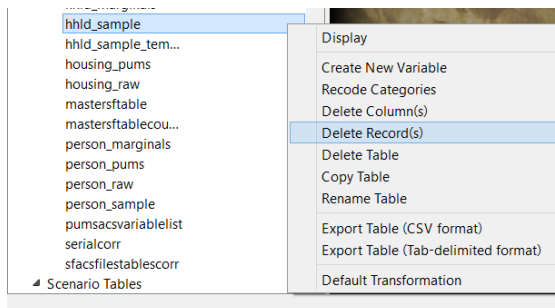 hhld_sample
hhld_sample_tem...
housing_pums
housing_raw
mastersftable
mastersftablecou...
person_marginals
person_pums
person_raw
person_sample
pumsacsvariablelist
serialcorr
sfacsfilestablescorr
Scenario Tables
Display
Create New Variable
Recode Categories
Delete Column(s)
Delete Record(s)
Delete Table
Copy Table
Rename Table
Export Table (CSV format)
Export Table (Tab-delimited format)
Default Transformation